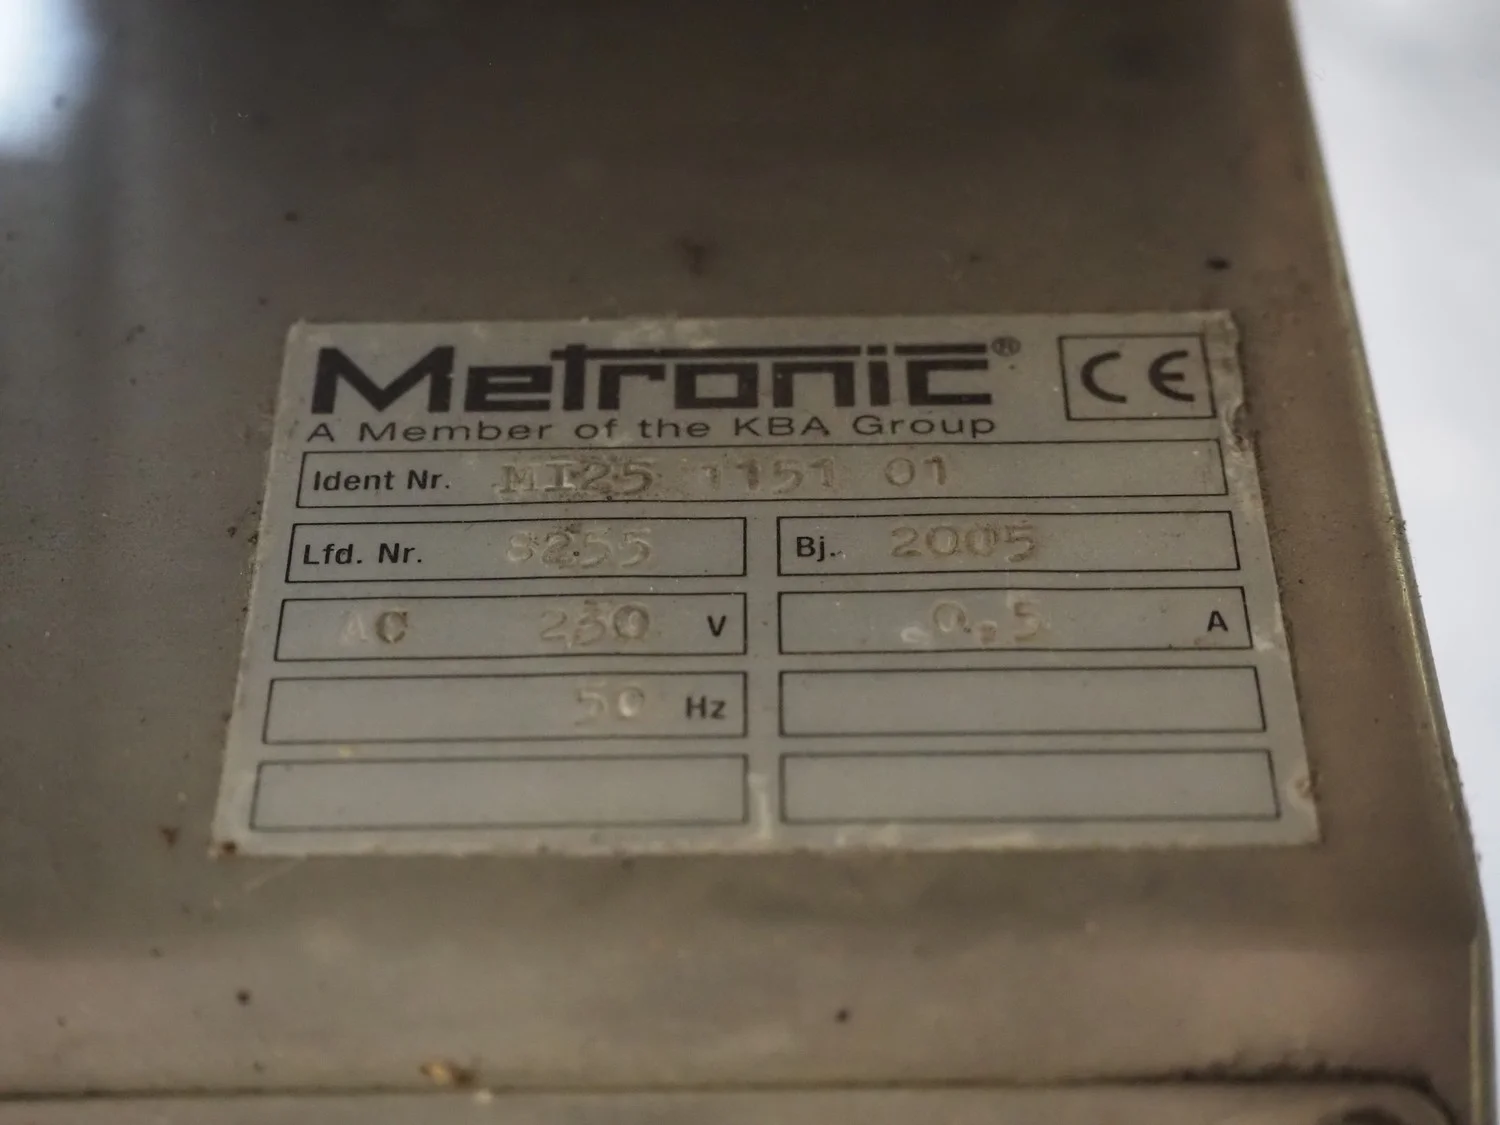 Metronic®
CE
A Member of the KBA Group
Ident Nr. MI25 1151 01
Lfd. Nr. 8255 Bj. 2005
AC 230 V 0,5 A
50 Hz